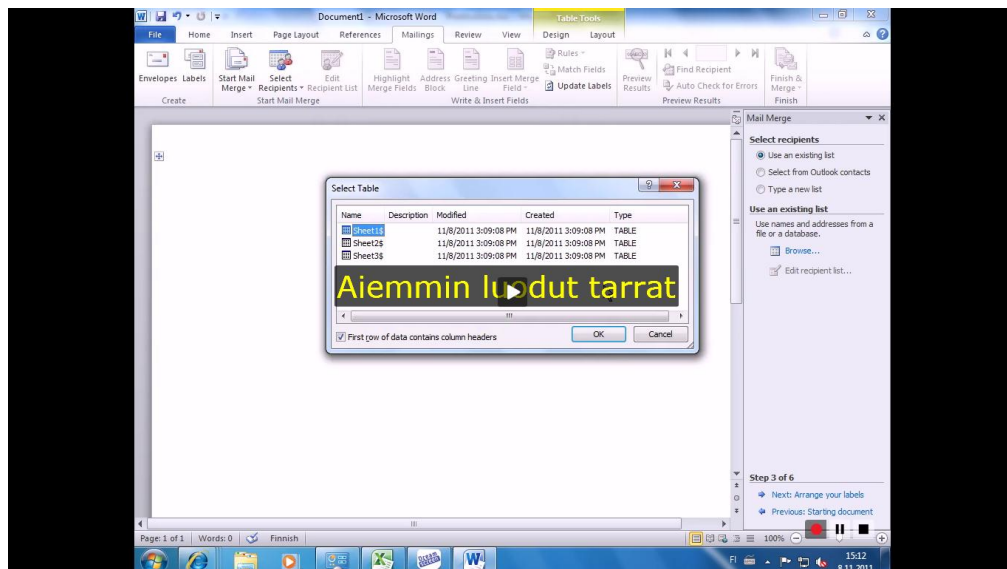 Document1 - Microsoft Word
Table Tools
File Home Insert Page Layout References Mailings Review View Design Layout
Envelopes Labels Start Mail Merge Select Recipients Edit Recipient List Highlight Merge Fields Address Block Greeting Line Insert Merge Field Rules Match Fields Update Labels Preview Results Find Recipient Auto Check for Errors Finish & Merge
Create Start Mail Merge Write & Insert Fields Preview Results Finish
Mail Merge
Select recipients
Use an existing list
Select from Outlook contacts
Type a new list
Use an existing list
Use names and addresses from a
file or a database.
Browse...
Edit recipient list...
Select Table
Name Description Modified Created Type
Sheet1$ 11/8/2011 3:09:08 PM 11/8/2011 3:09:08 PM TABLE
Sheet2$ 11/8/2011 3:09:08 PM 11/8/2011 3:09:08 PM TABLE
Sheet3$ 11/8/2011 3:09:08 PM 11/8/2011 3:09:08 PM TABLE
Aiemmin luodut tarrat
First row of data contains column headers OK Cancel
Step 3 of 6
Next: Arrange your labels
Previous: Starting document
Page: 1 of 1 Words: 0 Finnish 100%
FI 15:12
8.11.2011